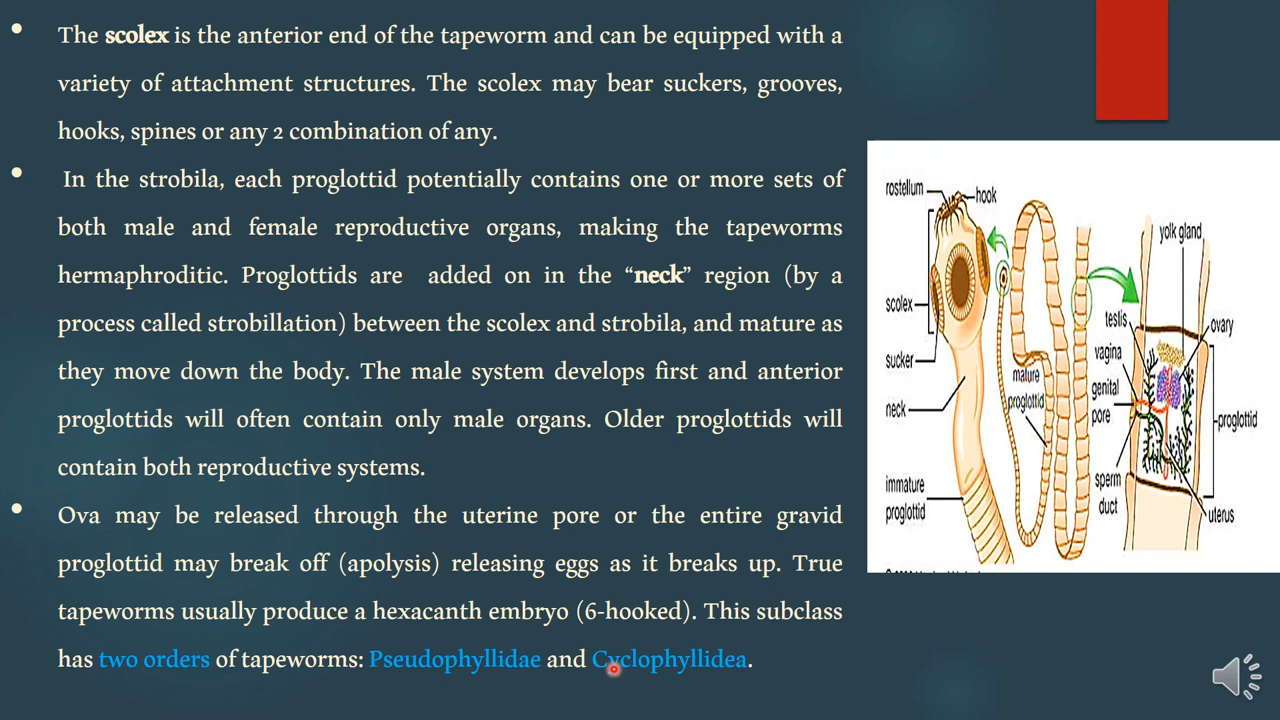 • The scolex is the anterior end of the tapeworm and can be equipped with a
variety of attachment structures. The scolex may bear suckers, grooves,
hooks, spines or any 2 combination of any.
• In the strobila, each proglottid potentially contains one or more sets of
both male and female reproductive organs, making the tapeworms
hermaphroditic. Proglottids are added on in the “neck” region (by a
process called strobillation) between the scolex and strobila, and mature as
they move down the body. The male system develops first and anterior
proglottids will often contain only male organs. Older proglottids will
contain both reproductive systems.
• Ova may be released through the uterine pore or the entire gravid
proglottid may break off (apolysis) releasing eggs as it breaks up. True
tapeworms usually produce a hexacanth embryo (6-hooked). This subclass
has two orders of tapeworms: Pseudophyllidae and Cyclophyllidea.
rostellum
hook
scolex
sucker
neck
immature
proglottid
mature
proglottid
yolk gland
testis
ovary
vagina
genital
pore
proglottid
sperm
duct
uterus